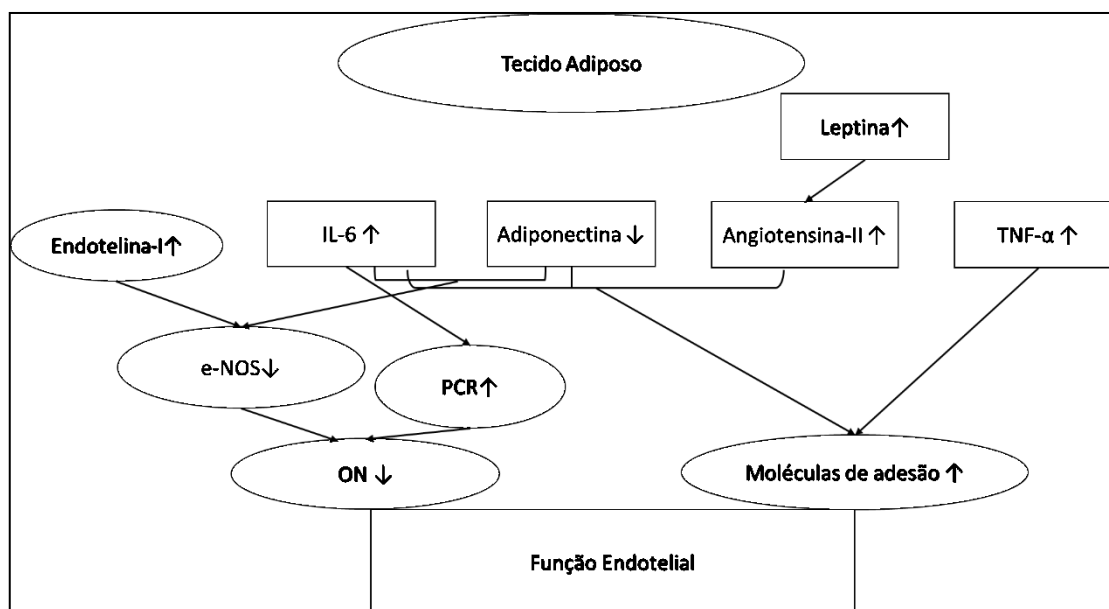 Tecido Adiposo
Leptina↑
Endotelina-I↑
IL-6 ↑
Adiponectina ↓
Angiotensina-II ↑
TNF-α ↑
e-NOS↓
PCR↑
ON ↓
Moléculas de adesão ↑
Função Endotelial